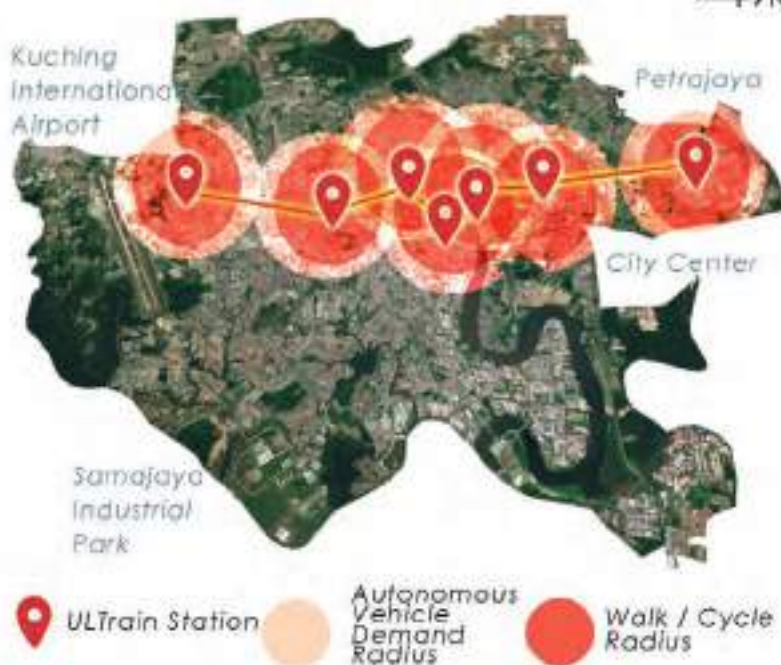 Kuching
International
Airport
Petrajaya
City Center
Samajaya
Industrial
Park
ULTrain Station
Autonomous
Vehicle
Demand
Radius
Walk / Cycle
Radius